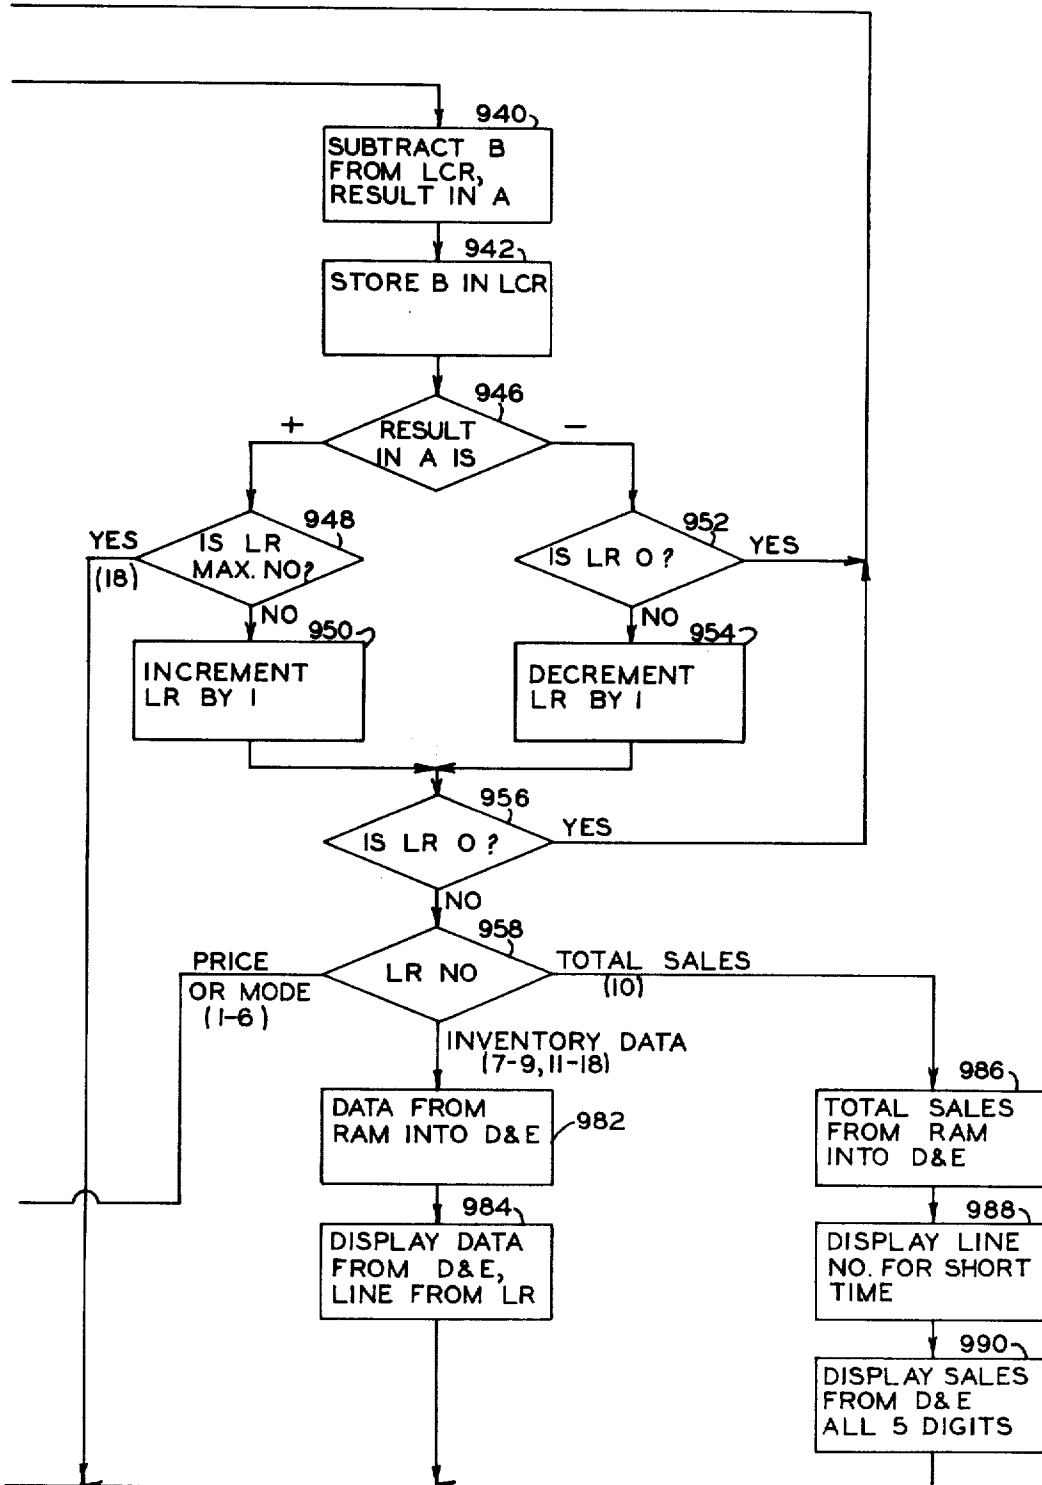 940
SUBTRACT B
FROM LCR,
RESULT IN A
942
STORE B IN LCR
946
+
RESULT
IN A IS
−
948
YES
(18)
IS LR
MAX. NO?
NO
952
IS LR 0?
YES
NO
950
INCREMENT
LR BY 1
954
DECREMENT
LR BY 1
956
IS LR 0?
YES
NO
958
LR NO
PRICE
OR MODE
(1-6)
TOTAL SALES
(10)
INVENTORY DATA
(7-9, 11-18)
982
DATA FROM
RAM INTO D&E
984
DISPLAY DATA
FROM D&E,
LINE FROM LR
986
TOTAL SALES
FROM RAM
INTO D&E
988
DISPLAY LINE
NO. FOR SHORT
TIME
990
DISPLAY SALES
FROM D&E
ALL 5 DIGITS